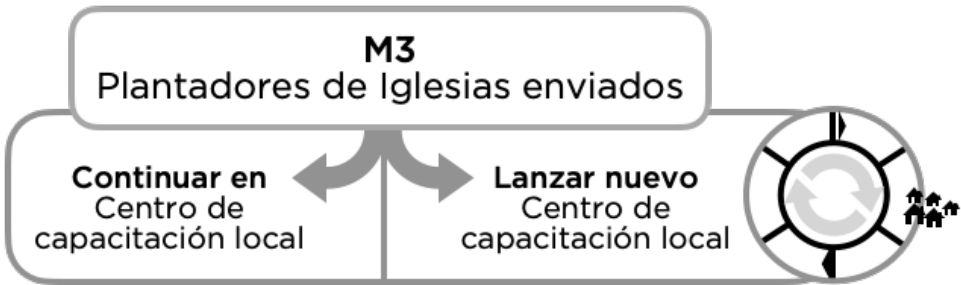 M3
Plantadores de Iglesias enviados
Continuar en
Centro de
capacitación local
Lanzar nuevo
Centro de
capacitación local